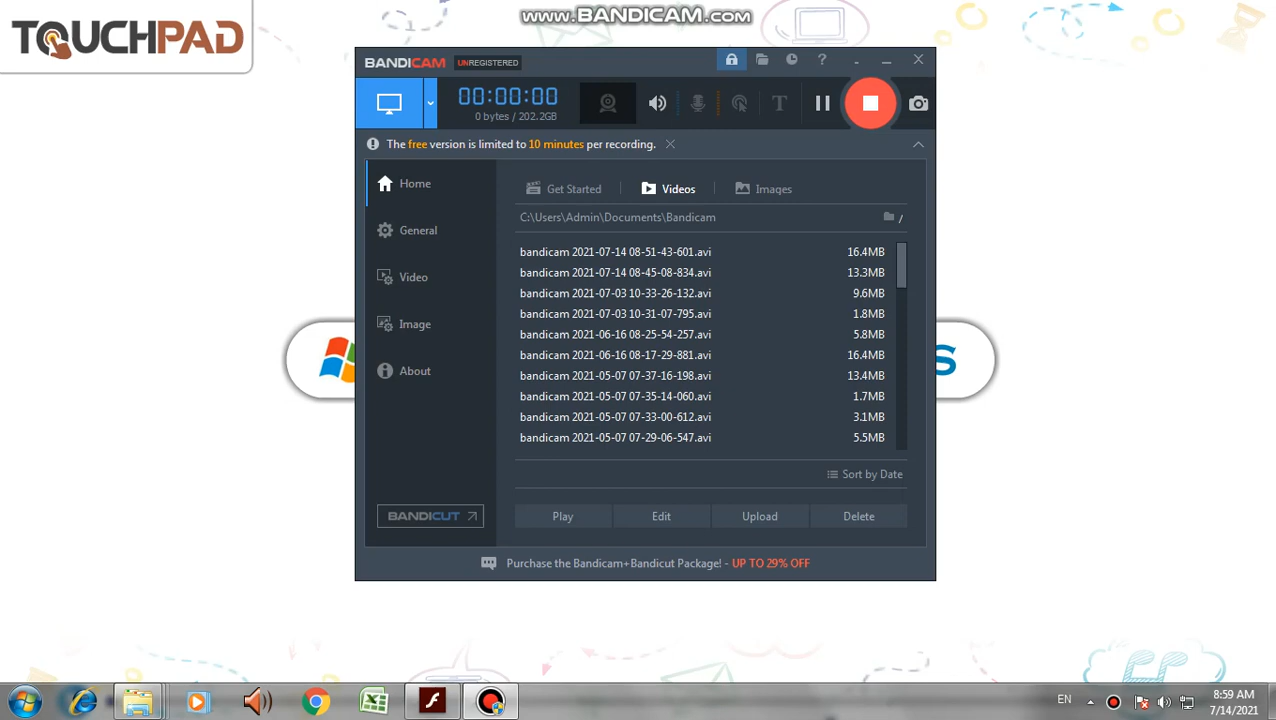 www.BANDICAM.com
TOUCHPAD
BANDICAM UNREGISTERED
?
00:00:00
0 bytes / 202.2GB
T
The free version is limited to 10 minutes per recording.
Home
General
Video
Image
About
BANDICUT
Get Started
Videos
Images
C:\Users\Admin\Documents\Bandicam
/
bandicam 2021-07-14 08-51-43-601.avi 16.4MB
bandicam 2021-07-14 08-45-08-834.avi 13.3MB
bandicam 2021-07-03 10-33-26-132.avi 9.6MB
bandicam 2021-07-03 10-31-07-795.avi 1.8MB
bandicam 2021-06-16 08-25-54-257.avi 5.8MB
bandicam 2021-06-16 08-17-29-881.avi 16.4MB
bandicam 2021-05-07 07-37-16-198.avi 13.4MB
bandicam 2021-05-07 07-35-14-060.avi 1.7MB
bandicam 2021-05-07 07-33-00-612.avi 3.1MB
bandicam 2021-05-07 07-29-06-547.avi 5.5MB
Sort by Date
Play
Edit
Upload
Delete
Purchase the Bandicam+Bandicut Package! - UP TO 29% OFF
s
EN
8:59 AM
7/14/2021